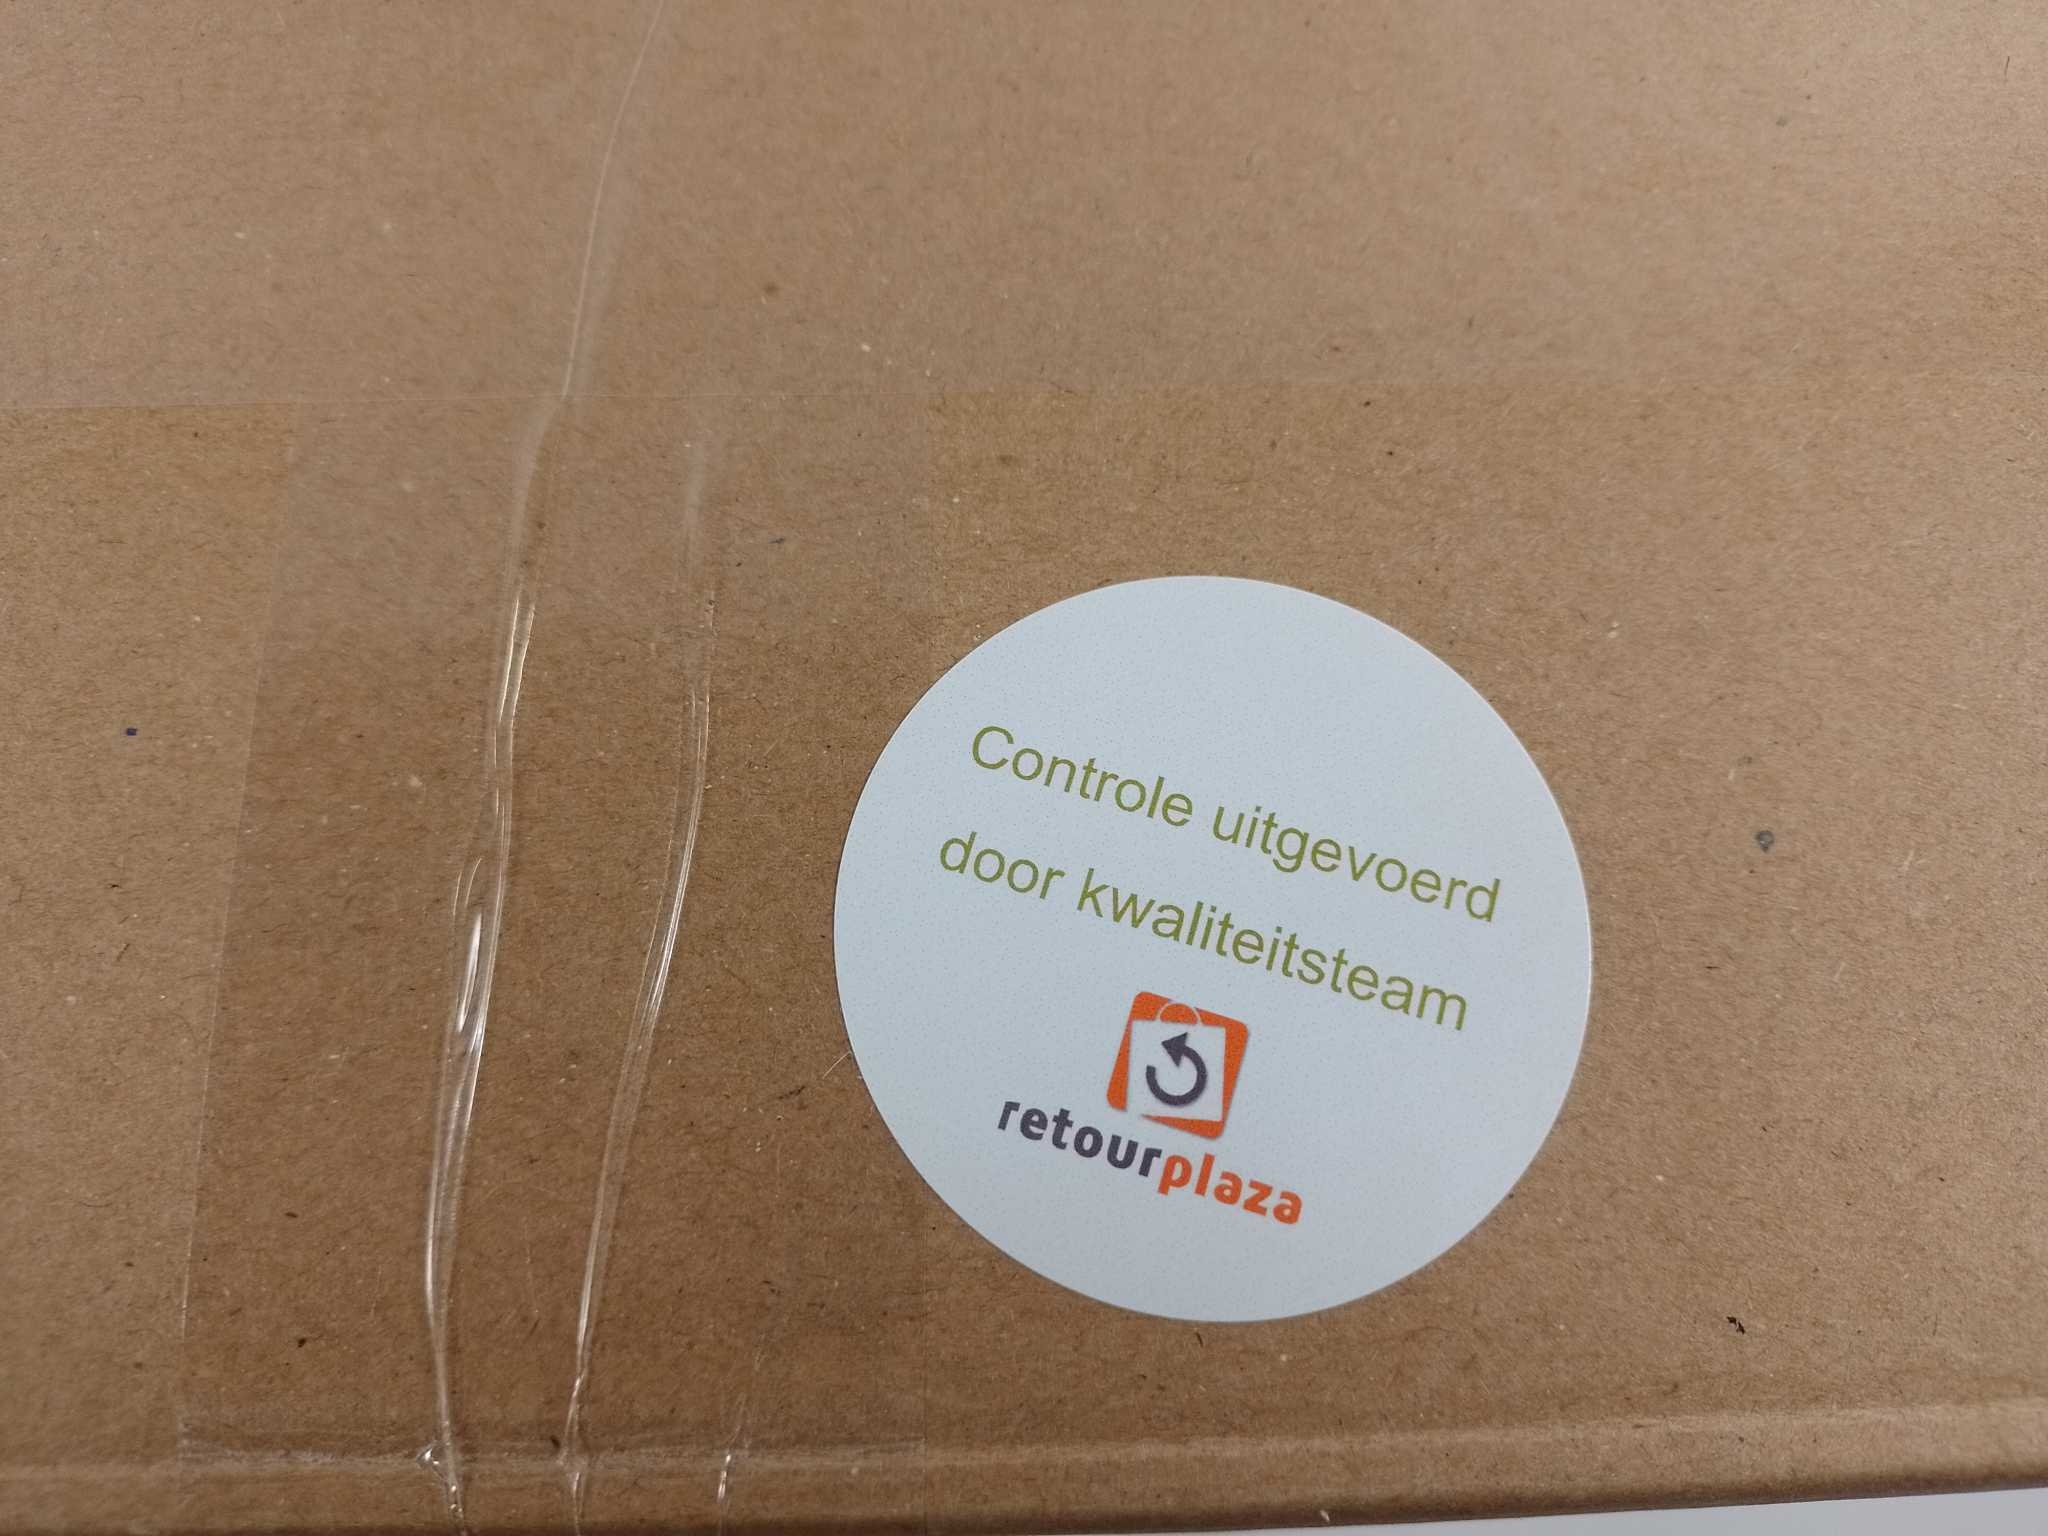 Controle uitgevoerd
door kwaliteitsteam
retourplaza